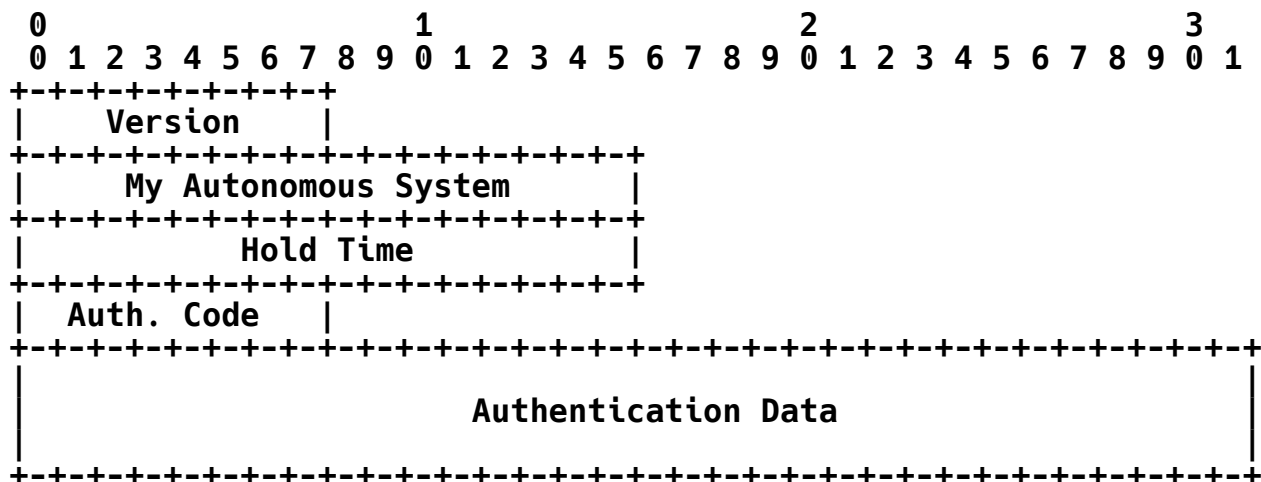 0                   1                   2                   3
 0 1 2 3 4 5 6 7 8 9 0 1 2 3 4 5 6 7 8 9 0 1 2 3 4 5 6 7 8 9 0 1
+-+-+-+-+-+-+-+-+
|    Version    |
+-+-+-+-+-+-+-+-+-+-+-+-+-+-+-+-+
|     My Autonomous System      |
+-+-+-+-+-+-+-+-+-+-+-+-+-+-+-+-+
|           Hold Time           |
+-+-+-+-+-+-+-+-+-+-+-+-+-+-+-+-+
|  Auth. Code   |
+-+-+-+-+-+-+-+-+-+-+-+-+-+-+-+-+-+-+-+-+-+-+-+-+-+-+-+-+-+-+-+-+
|                                                               |
|                       Authentication Data                     |
|                                                               |
+-+-+-+-+-+-+-+-+-+-+-+-+-+-+-+-+-+-+-+-+-+-+-+-+-+-+-+-+-+-+-+-+